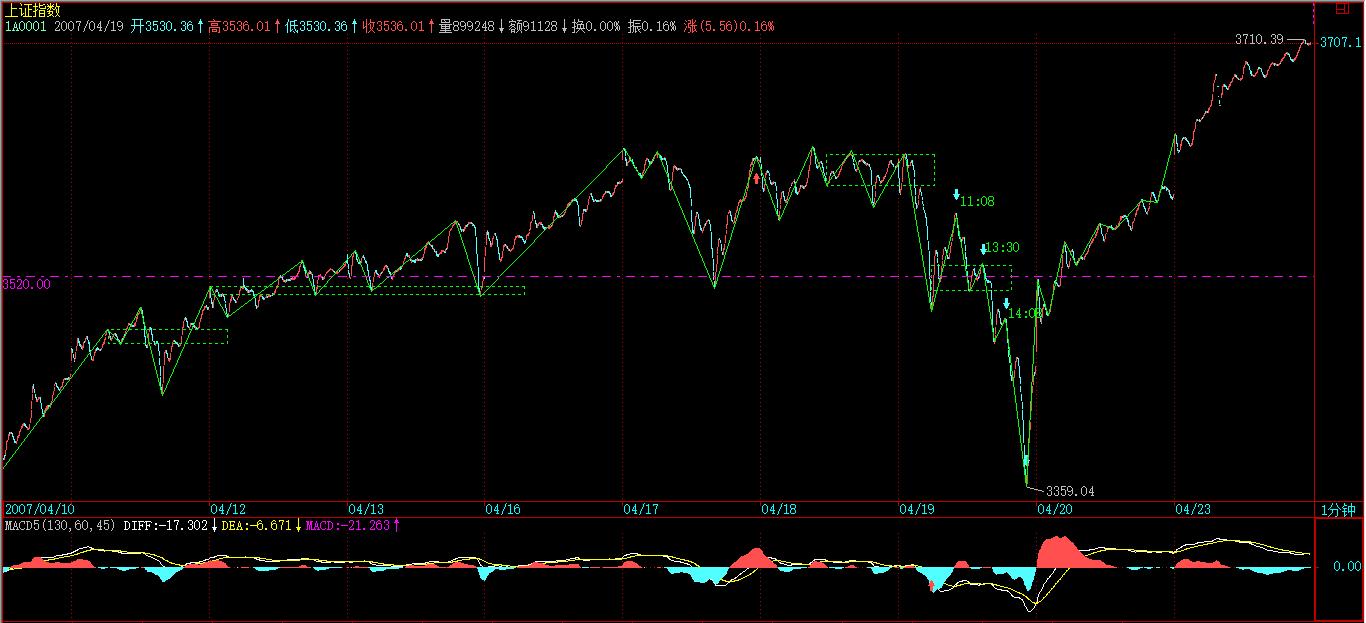 上证指数
1A0001 2007/04/19 开3530.36↑高3536.01↑低3530.36↑收3536.01↑量899248↓额91128↓换0.00% 振0.16% 涨(5.56)0.16%
3710.39
3707.1
11:08
13:30
3520.00
14:0
3359.04
2007/04/10 04/12 04/13 04/16 04/17 04/18 04/19 04/20 04/23 1分钟
MACD5(130,60,45) DIFF:-17.302↓DEA:-6.671↓MACD:-21.263↑
0.00